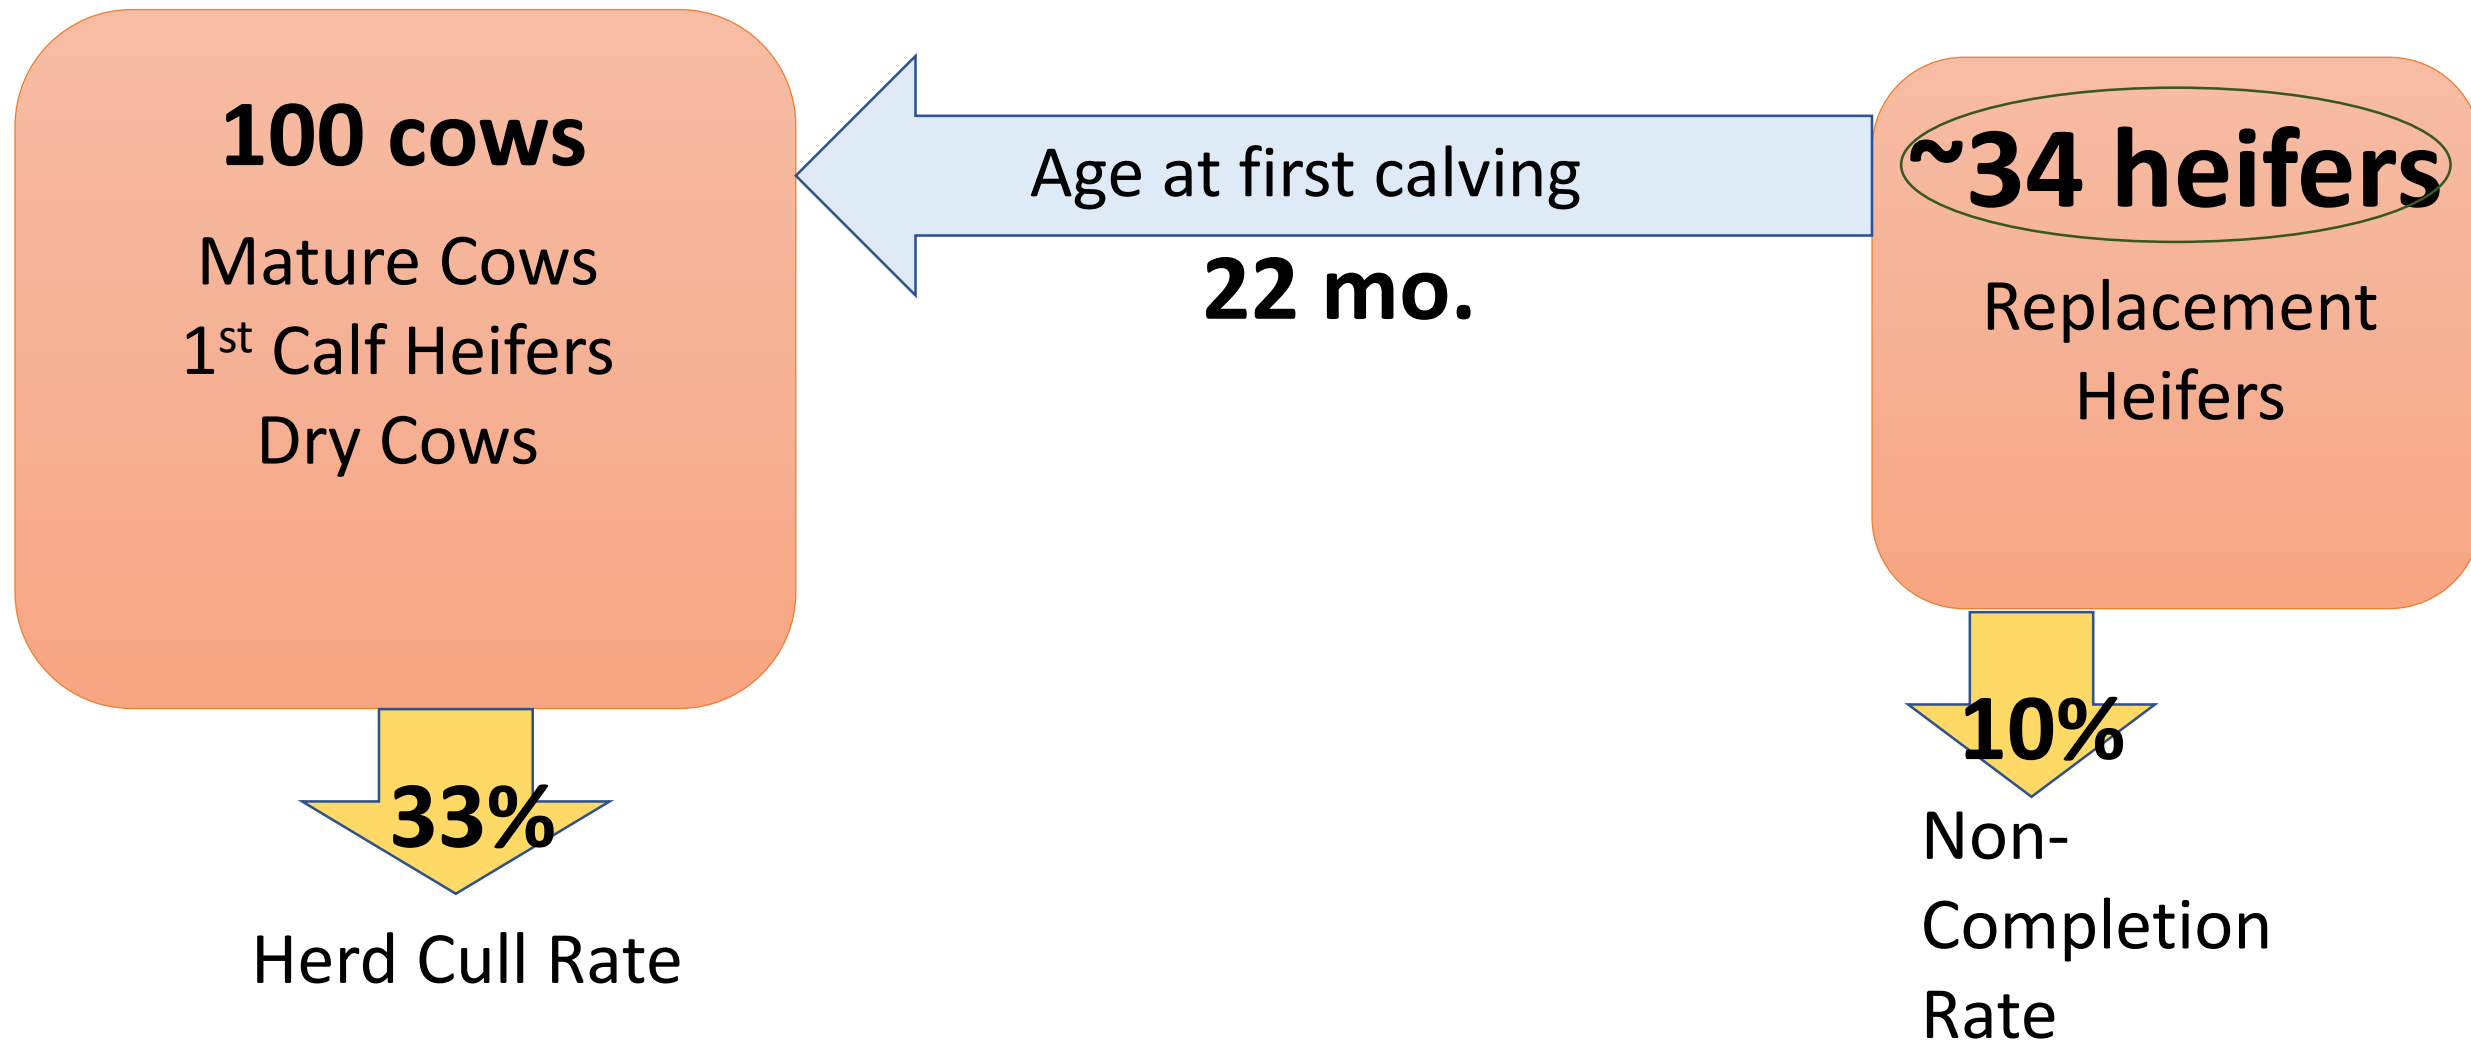 100 cows
Mature Cows
1st Calf Heifers
Dry Cows
33%
Herd Cull Rate
Age at first calving
22 mo.
~34 heifers
Replacement
Heifers
10%
Non-
Completion
Rate